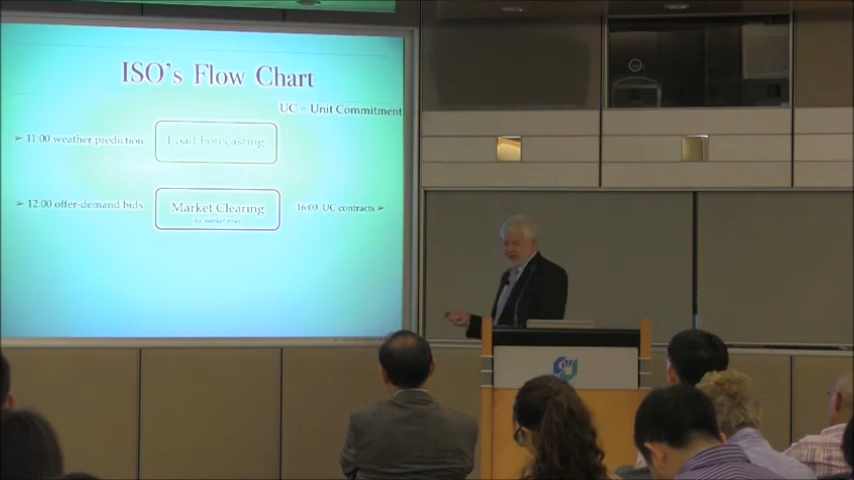 ISO's Flow Chart
UC - Unit Commitment
➢ 11:00 weather prediction
Load Forecasting
➢ 12:00 offer-demand bids
Market Clearing
16:00 UC contracts ➢